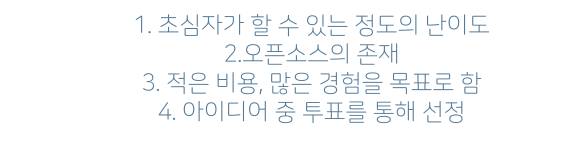 1. 초심자가 할 수 있는 정도의 난이도
2.오픈소스의 존재
3. 적은 비용, 많은 경험을 목표로 함
4. 아이디어 중 투표를 통해 선정